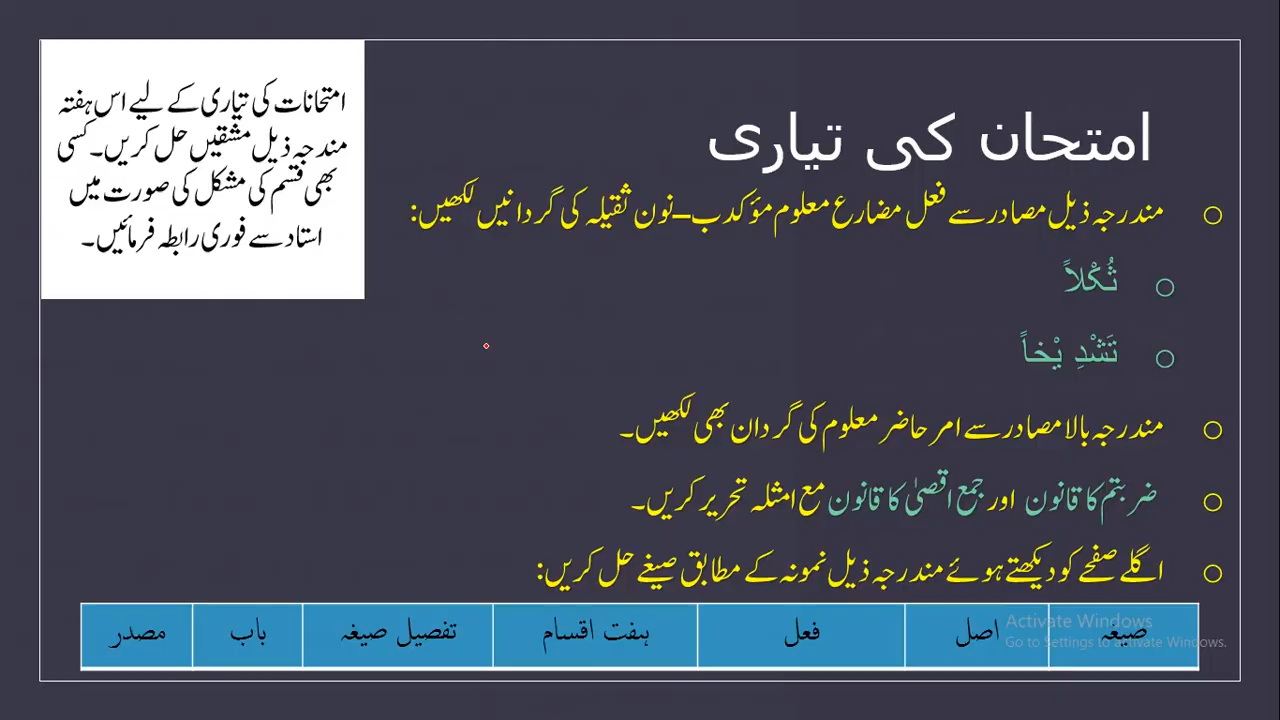 امتحانات کی تیاری کے لیے اس ہفتہ
مندرجہ ذیل مشقیں حل کریں۔ کسی
بھی قسم کی مشکل کی صورت میں
استاد سے فوری رابطہ فرمائیں۔
امتحان کی تیاری
مندرجہ ذیل مصادر سے فعل مضارع معلوم مؤکد ب–نون ثقیلہ کی گردانیں لکھیں:
ثُكْلاً
تَشْدِ يْخاً
مندرجہ بالا مصادر سے امر حاضر معلوم کی گردان بھی لکھیں۔
ضربتم کا قانون اور جمع اقصیٰ کا قانون مع امثلہ تحریر کریں۔
اگلے صفحے کو دیکھتے ہوئے مندرجہ ذیل نمونہ کے مطابق صیغے حل کریں:
صیغہ اصل فعل ہفت اقسام تفصیل صیغہ باب مصدر
Activate Windows
Go to Settings to activate Windows.